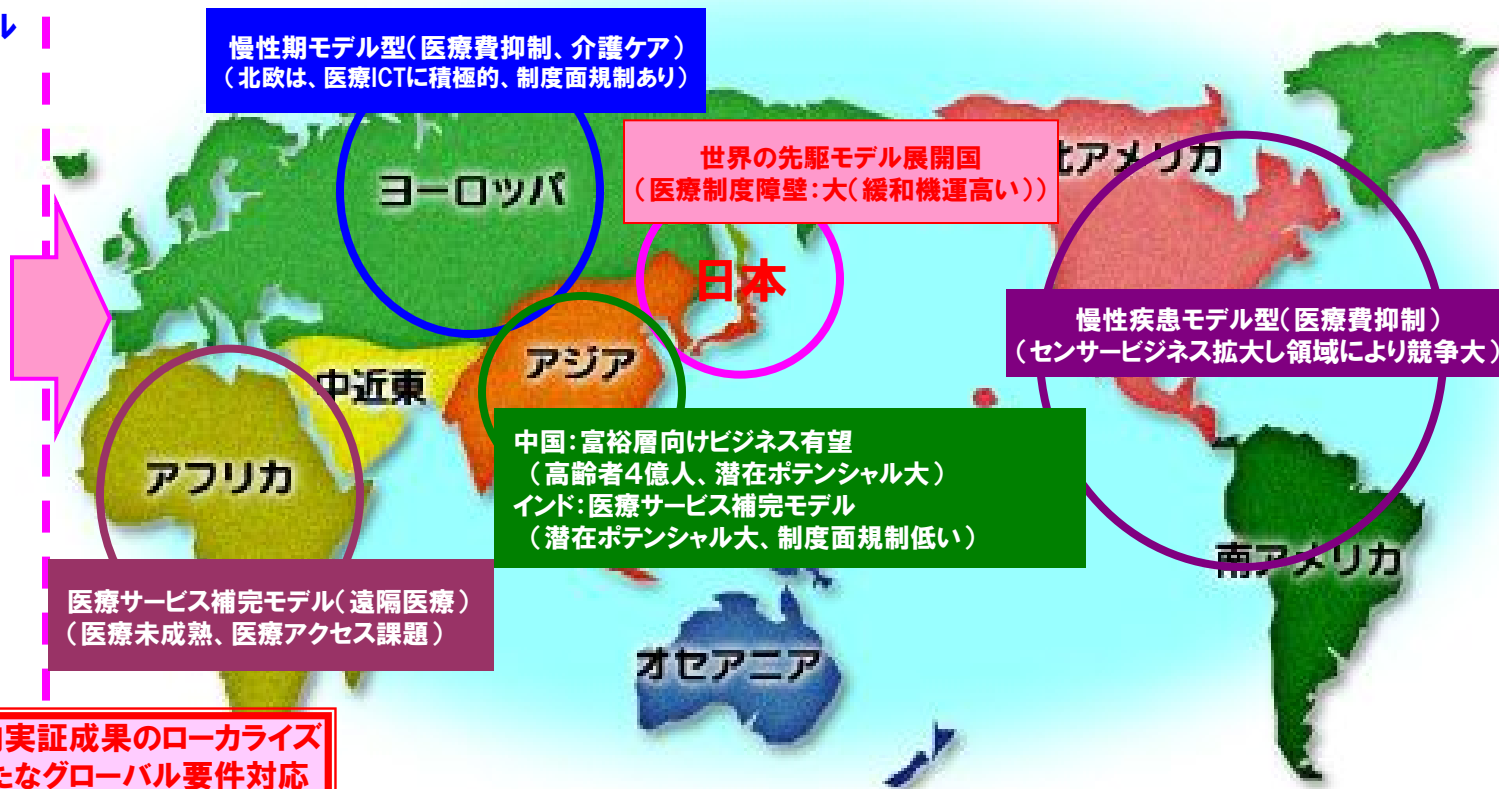 ル
慢性期モデル型(医療費抑制、介護ケア)
(北欧は、医療ICTに積極的、制度面規制あり)
世界の先駆モデル展開国
(医療制度障壁:大(緩和機運高い))
北アメリカ
ヨーロッパ
日本
慢性疾患モデル型(医療費抑制)
(センサービジネス拡大し領域により競争大)
アジア
中近東
中国:富裕層向けビジネス有望
(高齢者4億人、潜在ポテンシャル大)
インド:医療サービス補完モデル
(潜在ポテンシャル大、制度面規制低い)
アフリカ
南アメリカ
医療サービス補完モデル(遠隔医療)
(医療未成熟、医療アクセス課題)
オセアニア
実証成果のローカライズ
たなグローバル要件対応